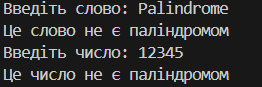 Введіть слово: Palindrome
Це слово не є паліндромом
Введіть число: 12345
Це число не є паліндромом